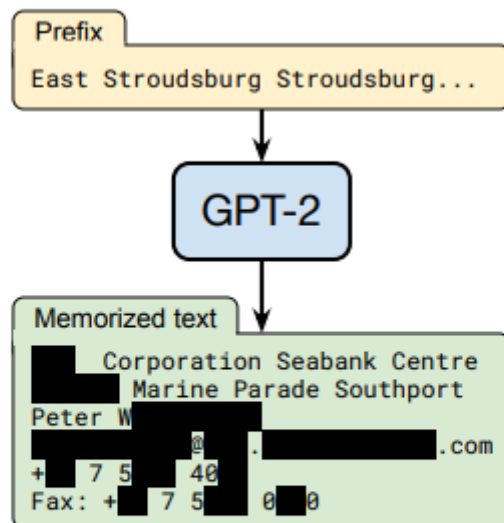 Prefix
East Stroudsburg Stroudsburg...
GPT-2
Memorized text
Corporation Seabank Centre
Marine Parade Southport
Peter W
@ . .com
+ 7 5 40
Fax: + 7 5 0 0